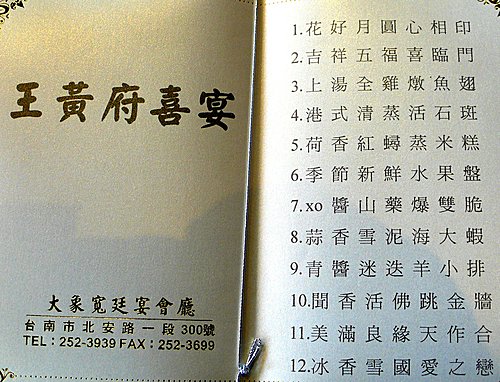 王黃府喜宴
大象寬廷宴會廳
台南市北安路一段300號
TEL：252-3939 FAX：252-3699
1.花好月圓心相印
2.吉祥五福喜臨門
3.上湯全雞燉魚翅
4.港式清蒸活石斑
5.荷香紅蟳蒸米糕
6.季節新鮮水果盤
7.xo醬山藥爆雙脆
8.蒜香雪泥海大蝦
9.青醬迷迭羊小排
10.聞香活佛跳金牆
11.美滿良緣天作合
12.冰香雪國愛之戀